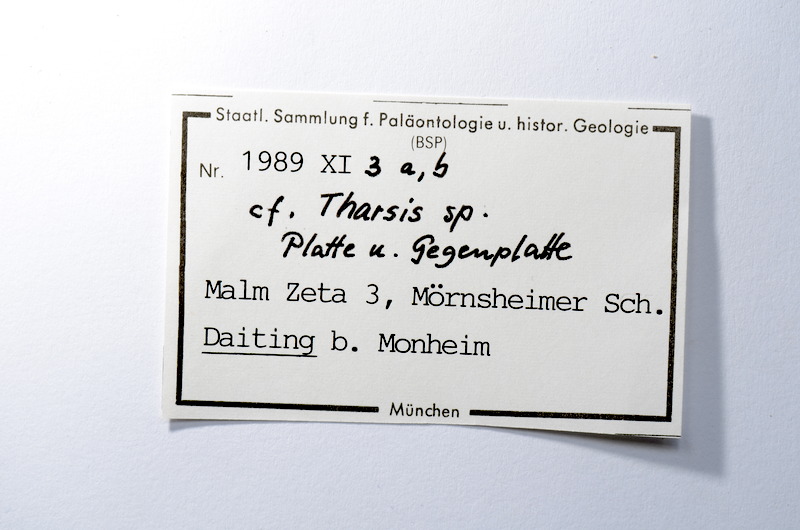 Staatl. Sammlung f. Paläontologie u. histor. Geologie
(BSP)
Nr. 1989 XI 3 a, b
cf. Tharsis sp.
Platte u. Gegenplatte
Malm Zeta 3, Mörnsheimer Sch.
Daiting b. Monheim
München